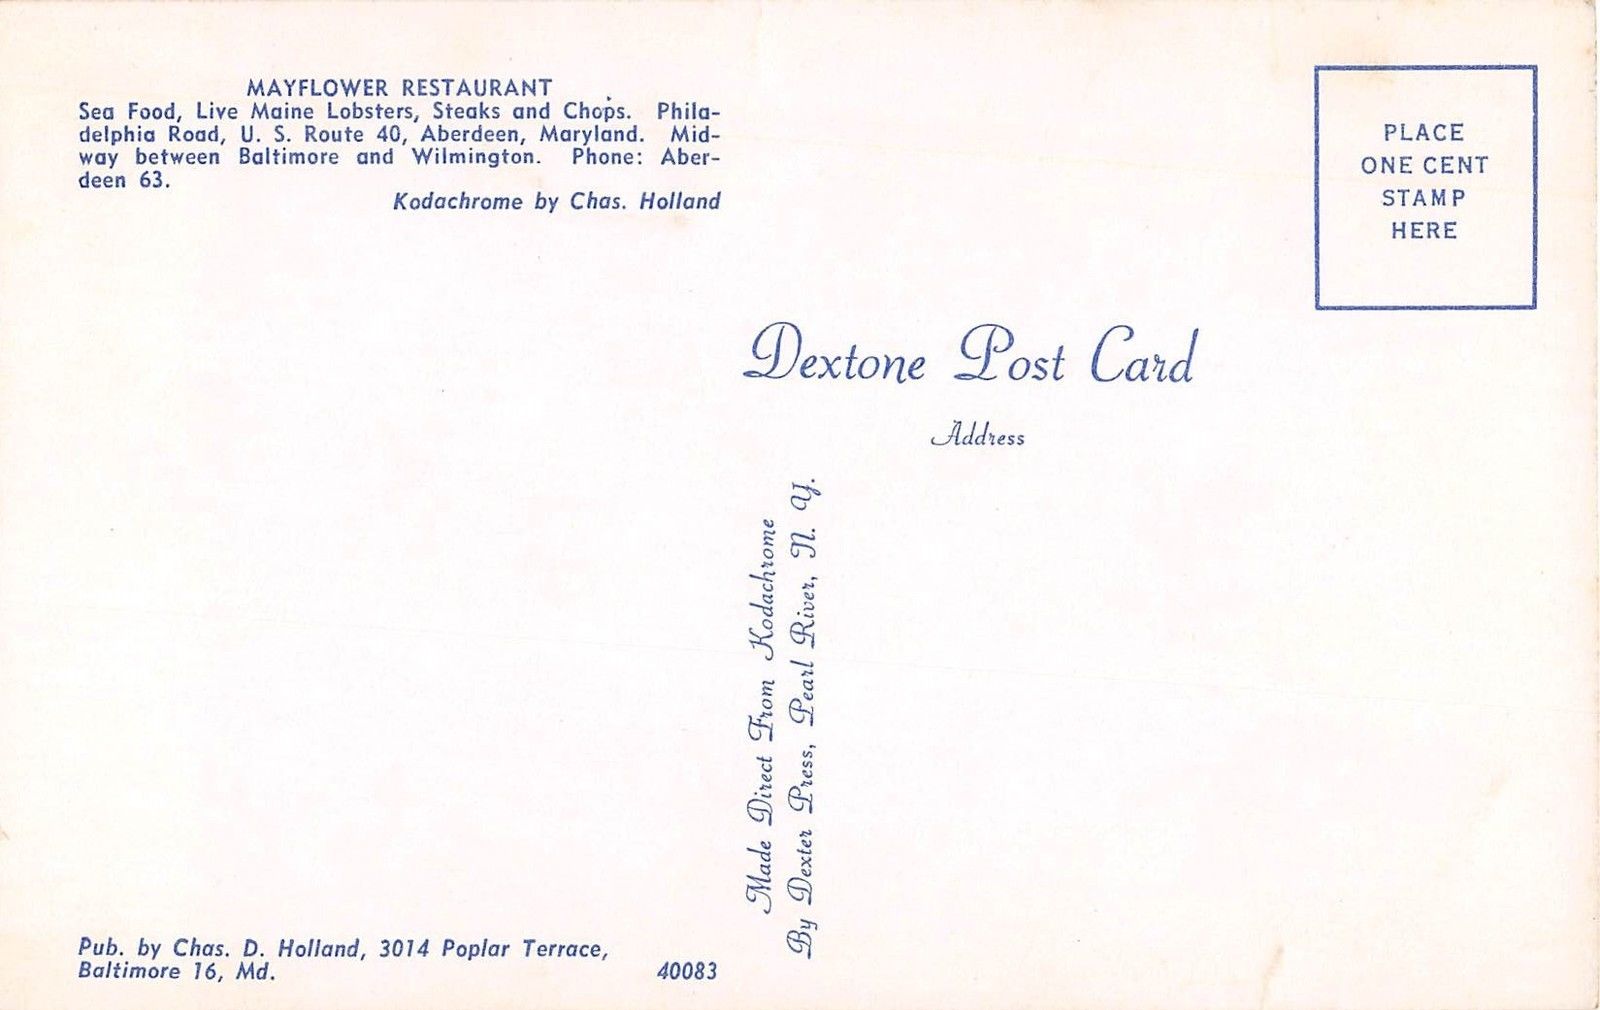 MAYFLOWER RESTAURANT
Sea Food, Live Maine Lobsters, Steaks and Chops. Phila-
delphia Road, U. S. Route 40, Aberdeen, Maryland. Mid-
way between Baltimore and Wilmington. Phone: Aber-
deen 63.
Kodachrome by Chas. Holland
PLACE
ONE CENT
STAMP
HERE
Dextone Post Card
Address
Made Direct From Kodachrome
By Dexter Press, Pearl River, N. Y.
Pub. by Chas. D. Holland, 3014 Poplar Terrace,
Baltimore 16, Md. 40083